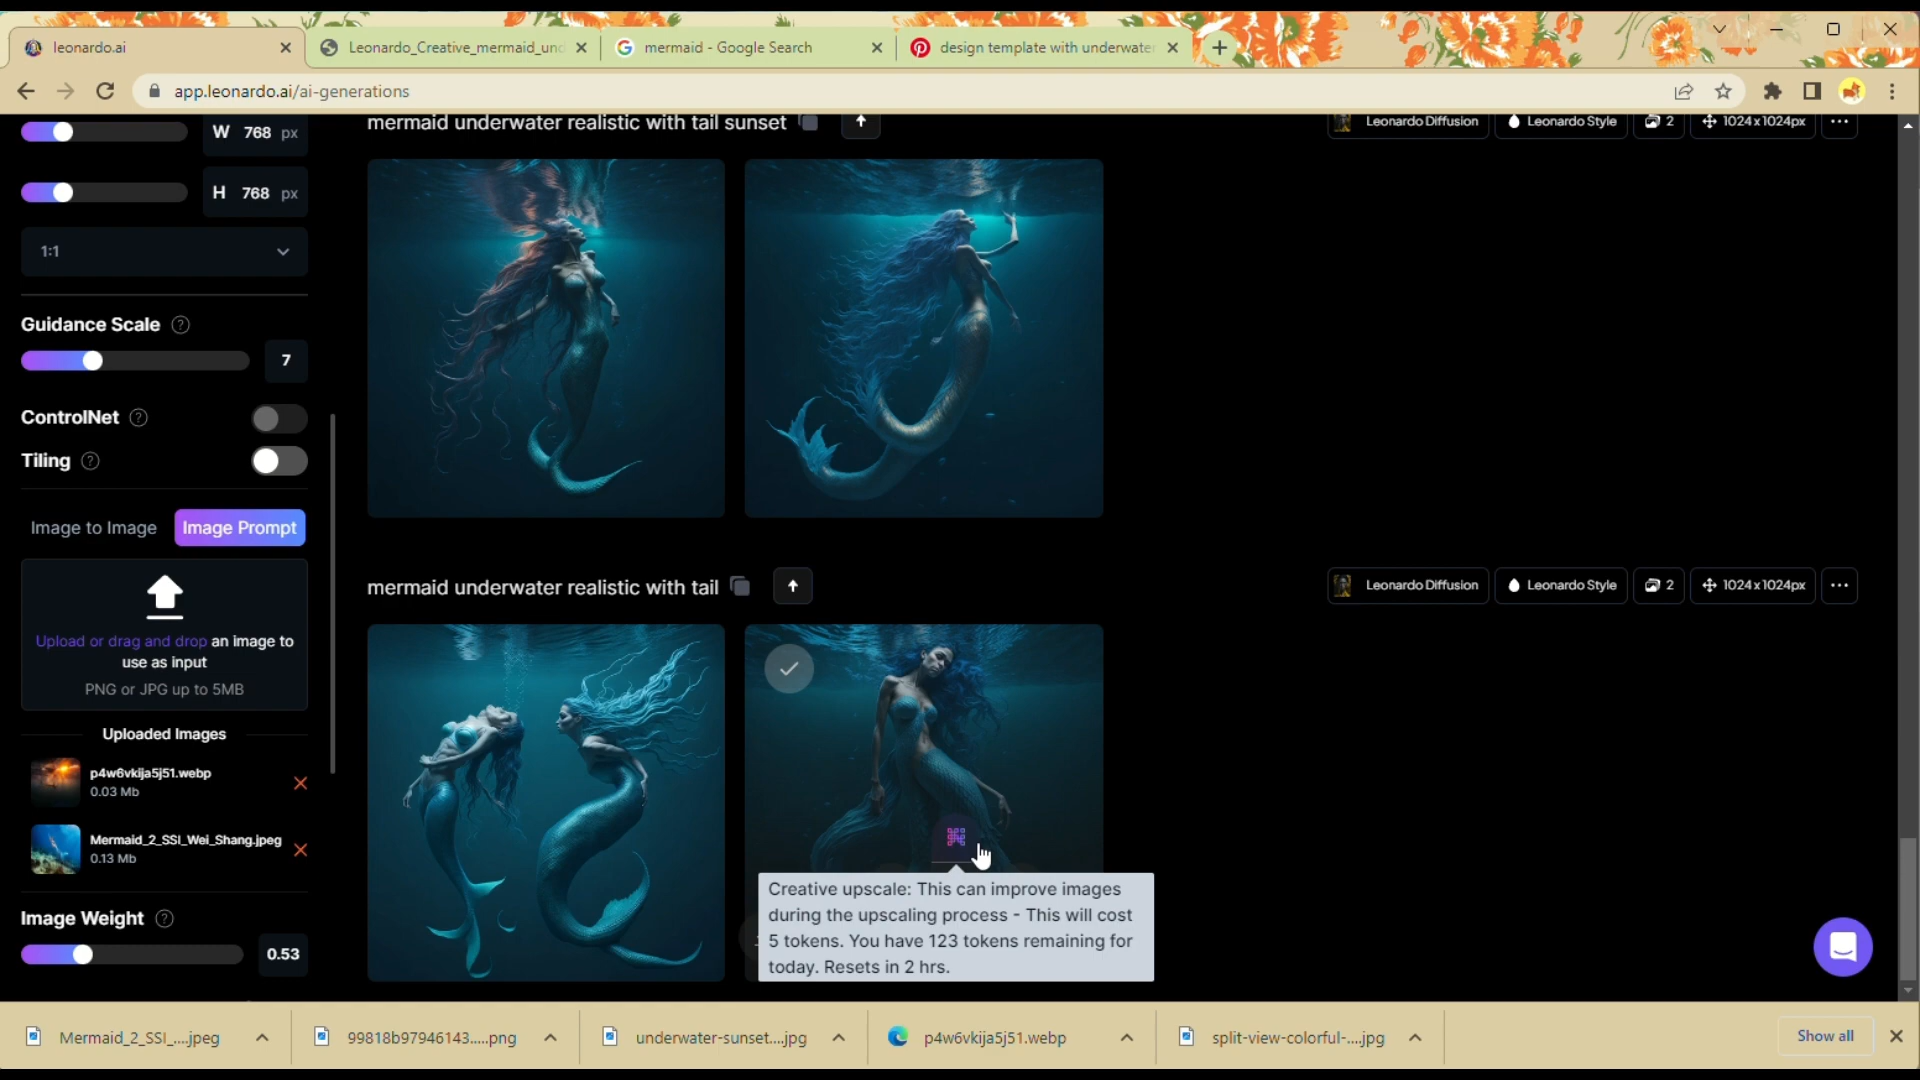 leonardo.ai
Leonardo_Creative_mermaid_und
mermaid - Google Search
design template with underwater
app.leonardo.ai/ai-generations
W 768 px
H 768 px
1:1
Guidance Scale
7
ControlNet
Tiling
Image to Image
Image Prompt
Upload or drag and drop an image to
use as input
PNG or JPG up to 5MB
Uploaded Images
p4w6vkija5j51.webp
0.03 Mb
Mermaid_2_SSI_Wei_Shang.jpeg
0.13 Mb
Image Weight
0.53
mermaid underwater realistic with tail sunset
Leonardo Diffusion
Leonardo Style
2
1024x1024px
mermaid underwater realistic with tail
Leonardo Diffusion
Leonardo Style
2
1024x1024px
Creative upscale: This can improve images
during the upscaling process - This will cost
5 tokens. You have 123 tokens remaining for
today. Resets in 2 hrs.
Mermaid_2_SSI_....jpeg
99818b97946143.....png
underwater-sunset....jpg
p4w6vkija5j51.webp
split-view-colorful-....jpg
Show all